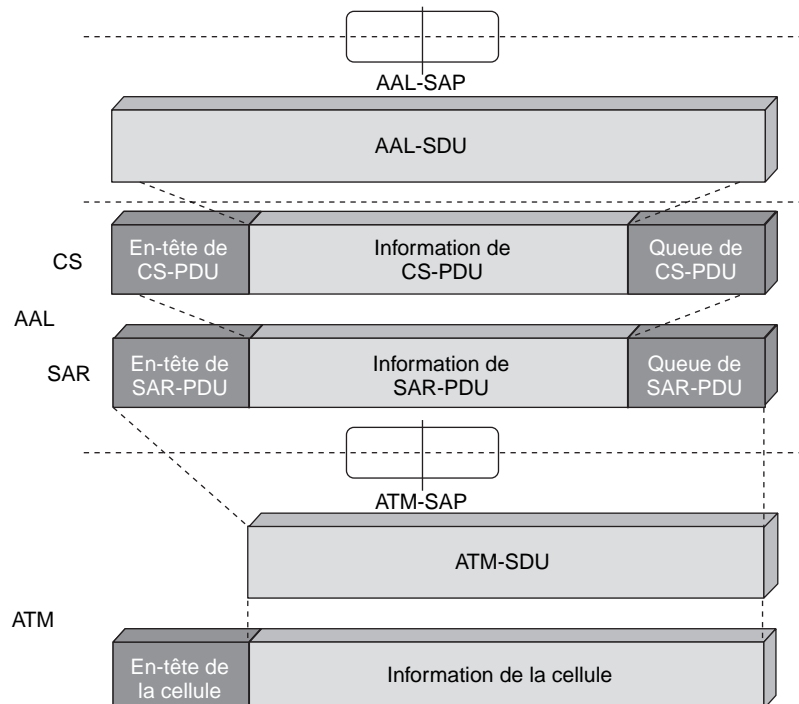 AAL-SAP
AAL-SDU
CS
En-tête de
CS-PDU
Information de
CS-PDU
Queue de
CS-PDU
AAL
SAR
En-tête de
SAR-PDU
Information de
SAR-PDU
Queue de
SAR-PDU
ATM-SAP
ATM-SDU
ATM
En-tête de
la cellule
Information de la cellule